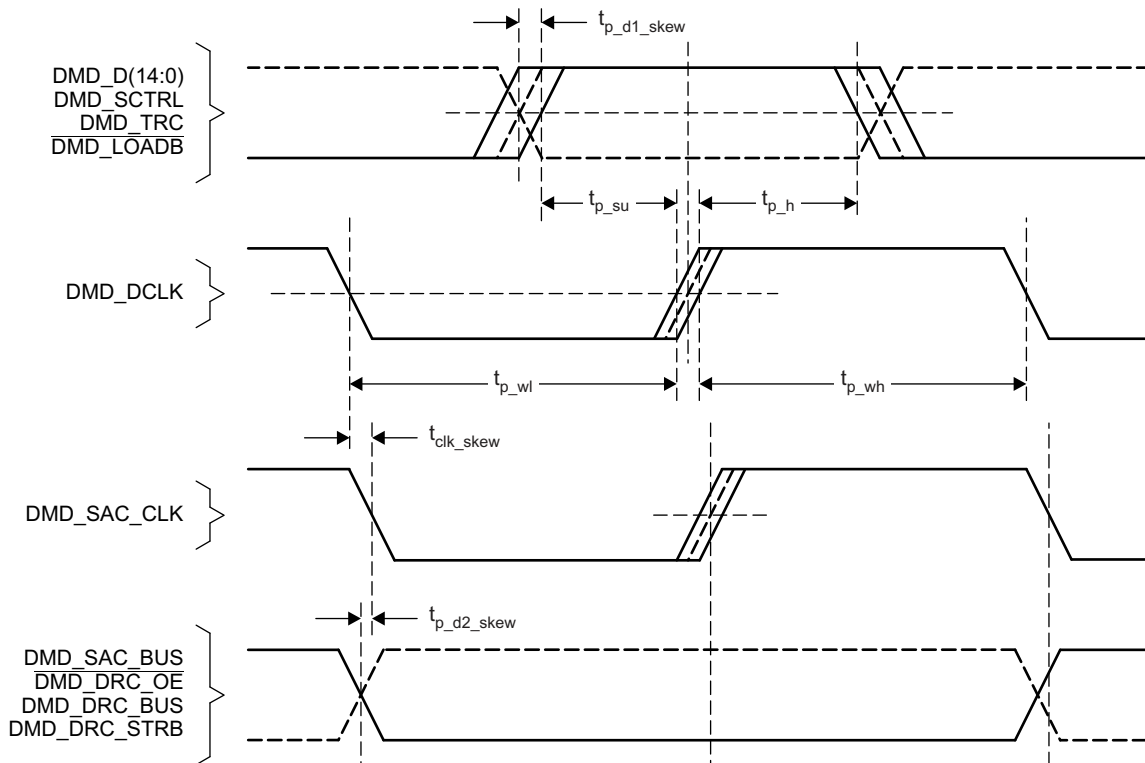 t_p_d1_skew
DMD_D(14:0)
DMD_SCTRL
DMD_TRC
DMD_LOADB
t_p_su
t_p_h
DMD_DCLK
t_p_wl
t_p_wh
t_clk_skew
DMD_SAC_CLK
t_p_d2_skew
DMD_SAC_BUS
DMD_DRC_OE
DMD_DRC_BUS
DMD_DRC_STRB